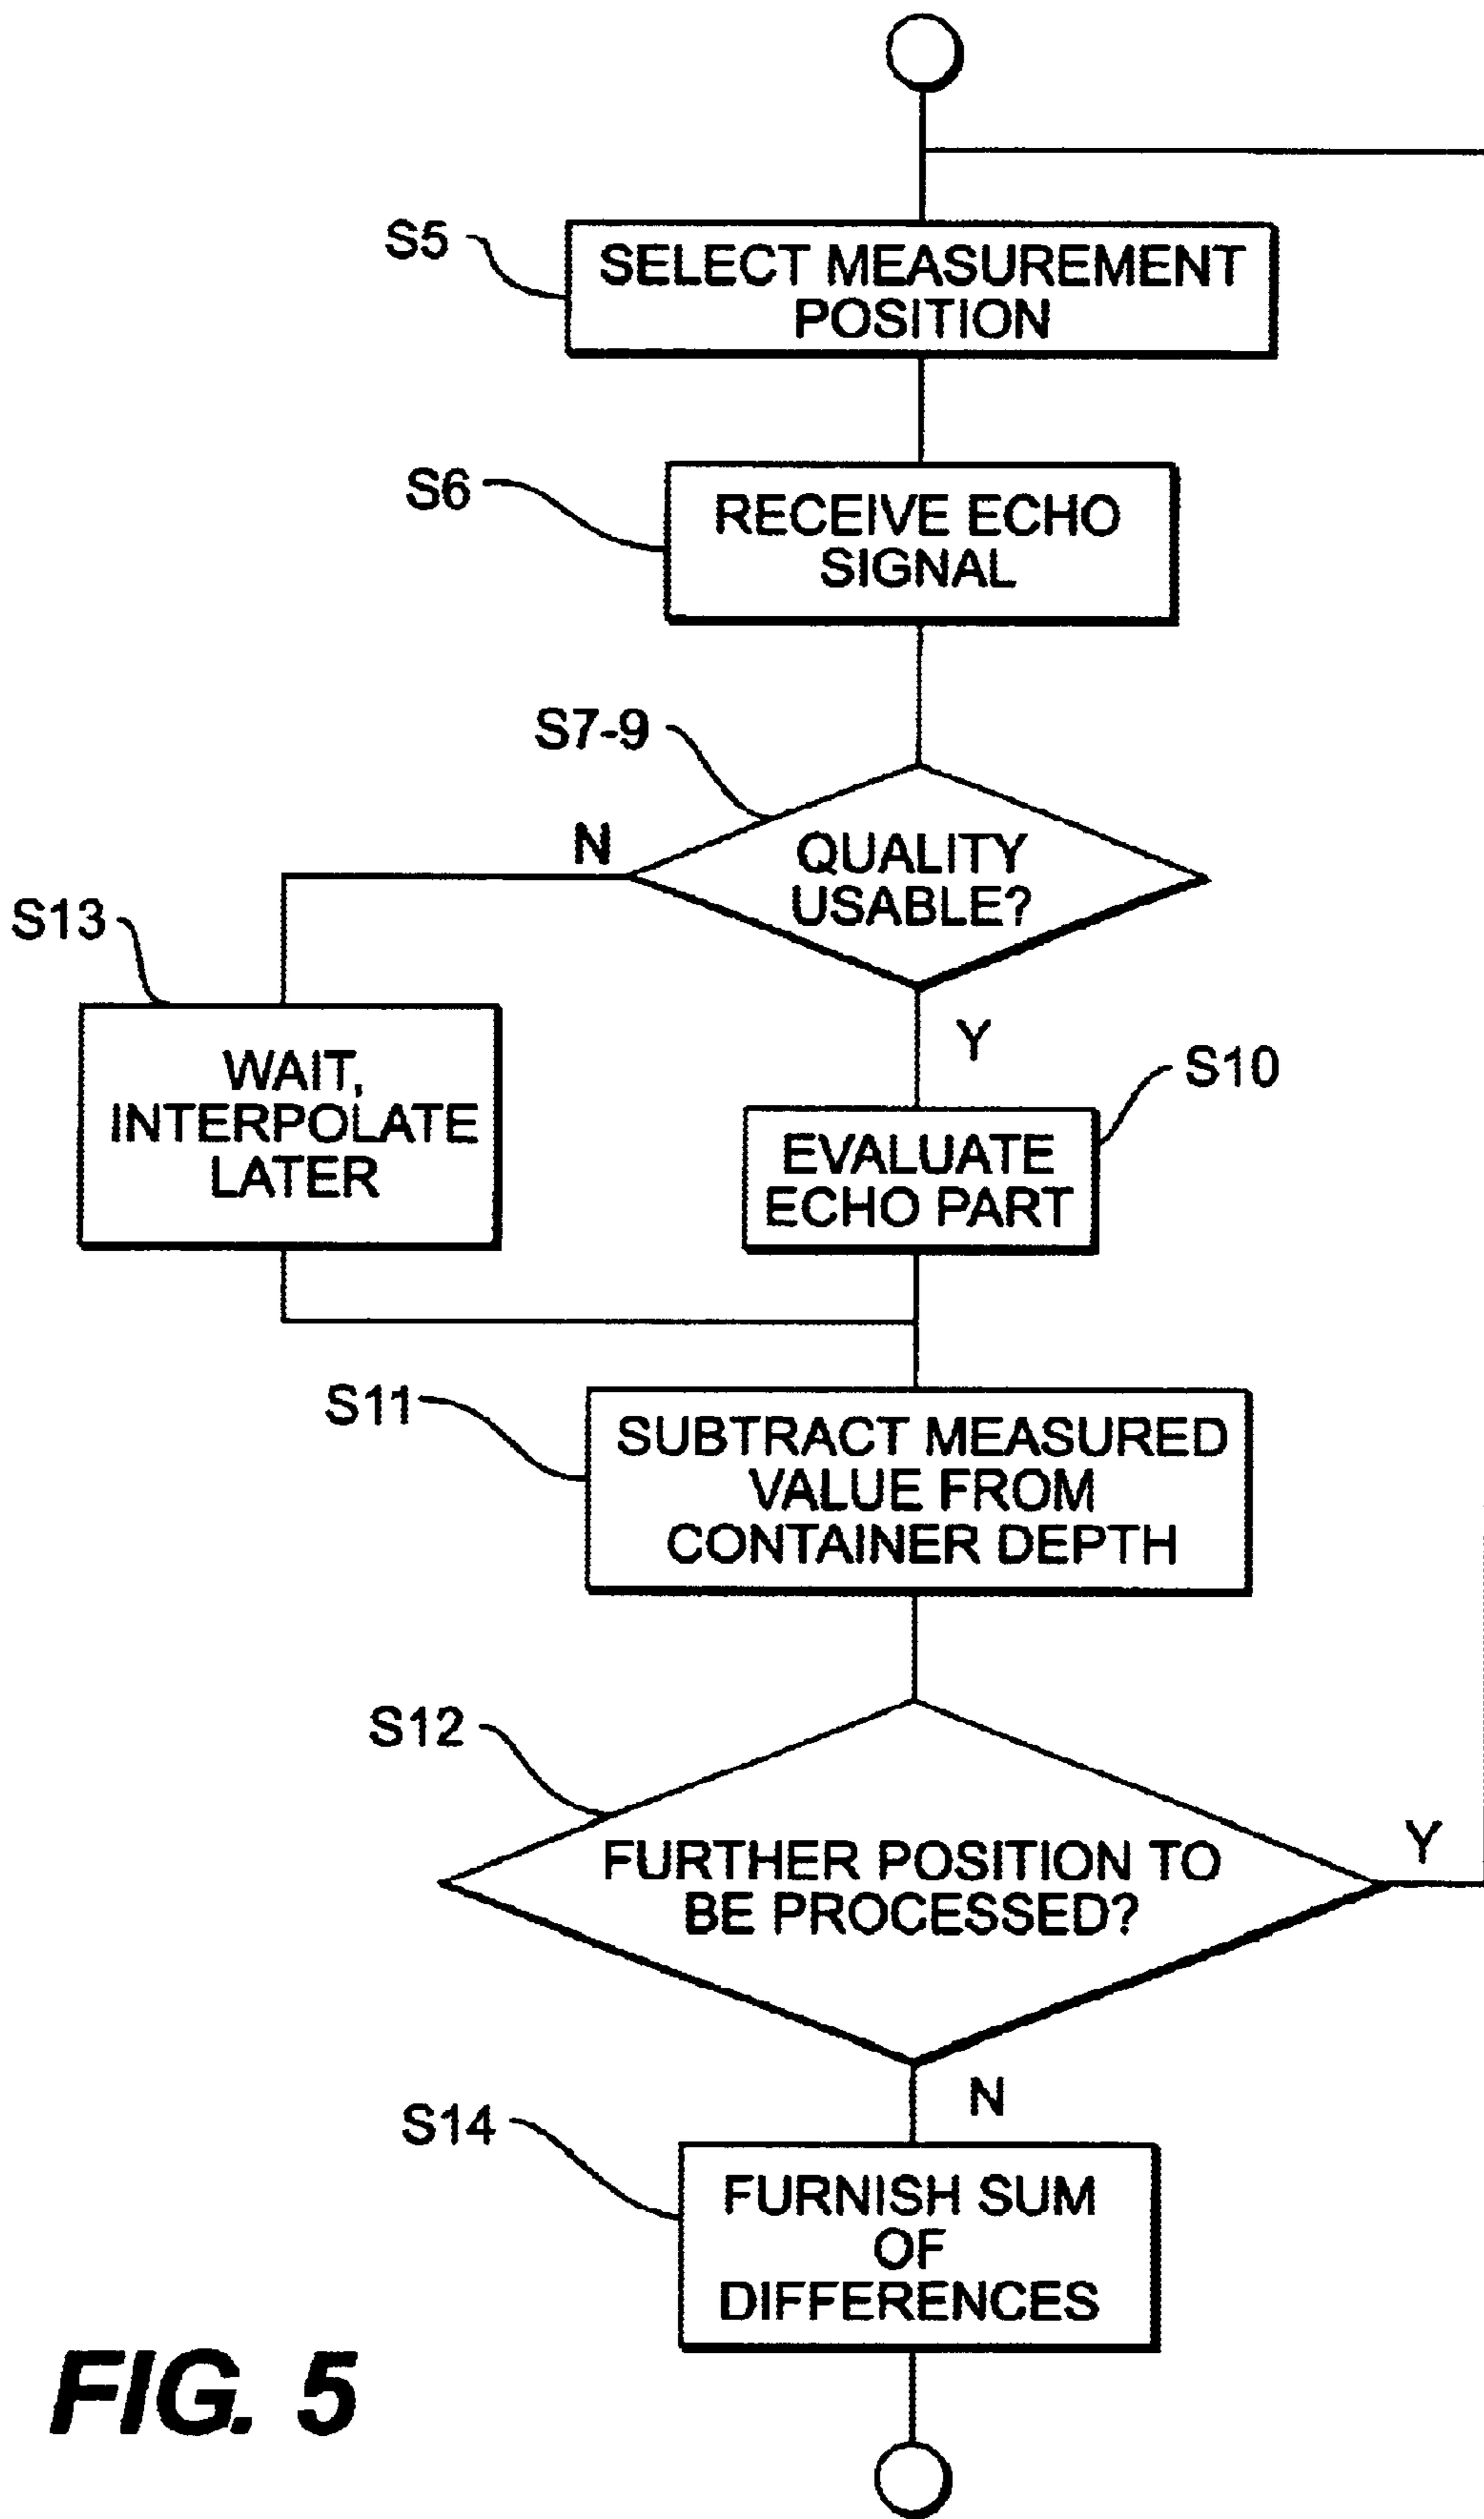 S5
SELECT MEASUREMENT
POSITION
S6
RECEIVE ECHO
SIGNAL
S7-9
N
QUALITY
USABLE?
S13
Y
WAIT,
INTERPOLATE
LATER
S10
EVALUATE
ECHO PART
S11
SUBTRACT MEASURED
VALUE FROM
CONTAINER DEPTH
S12
FURTHER POSITION TO
BE PROCESSED?
Y
N
S14
FURNISH SUM
OF
DIFFERENCES
FIG. 5